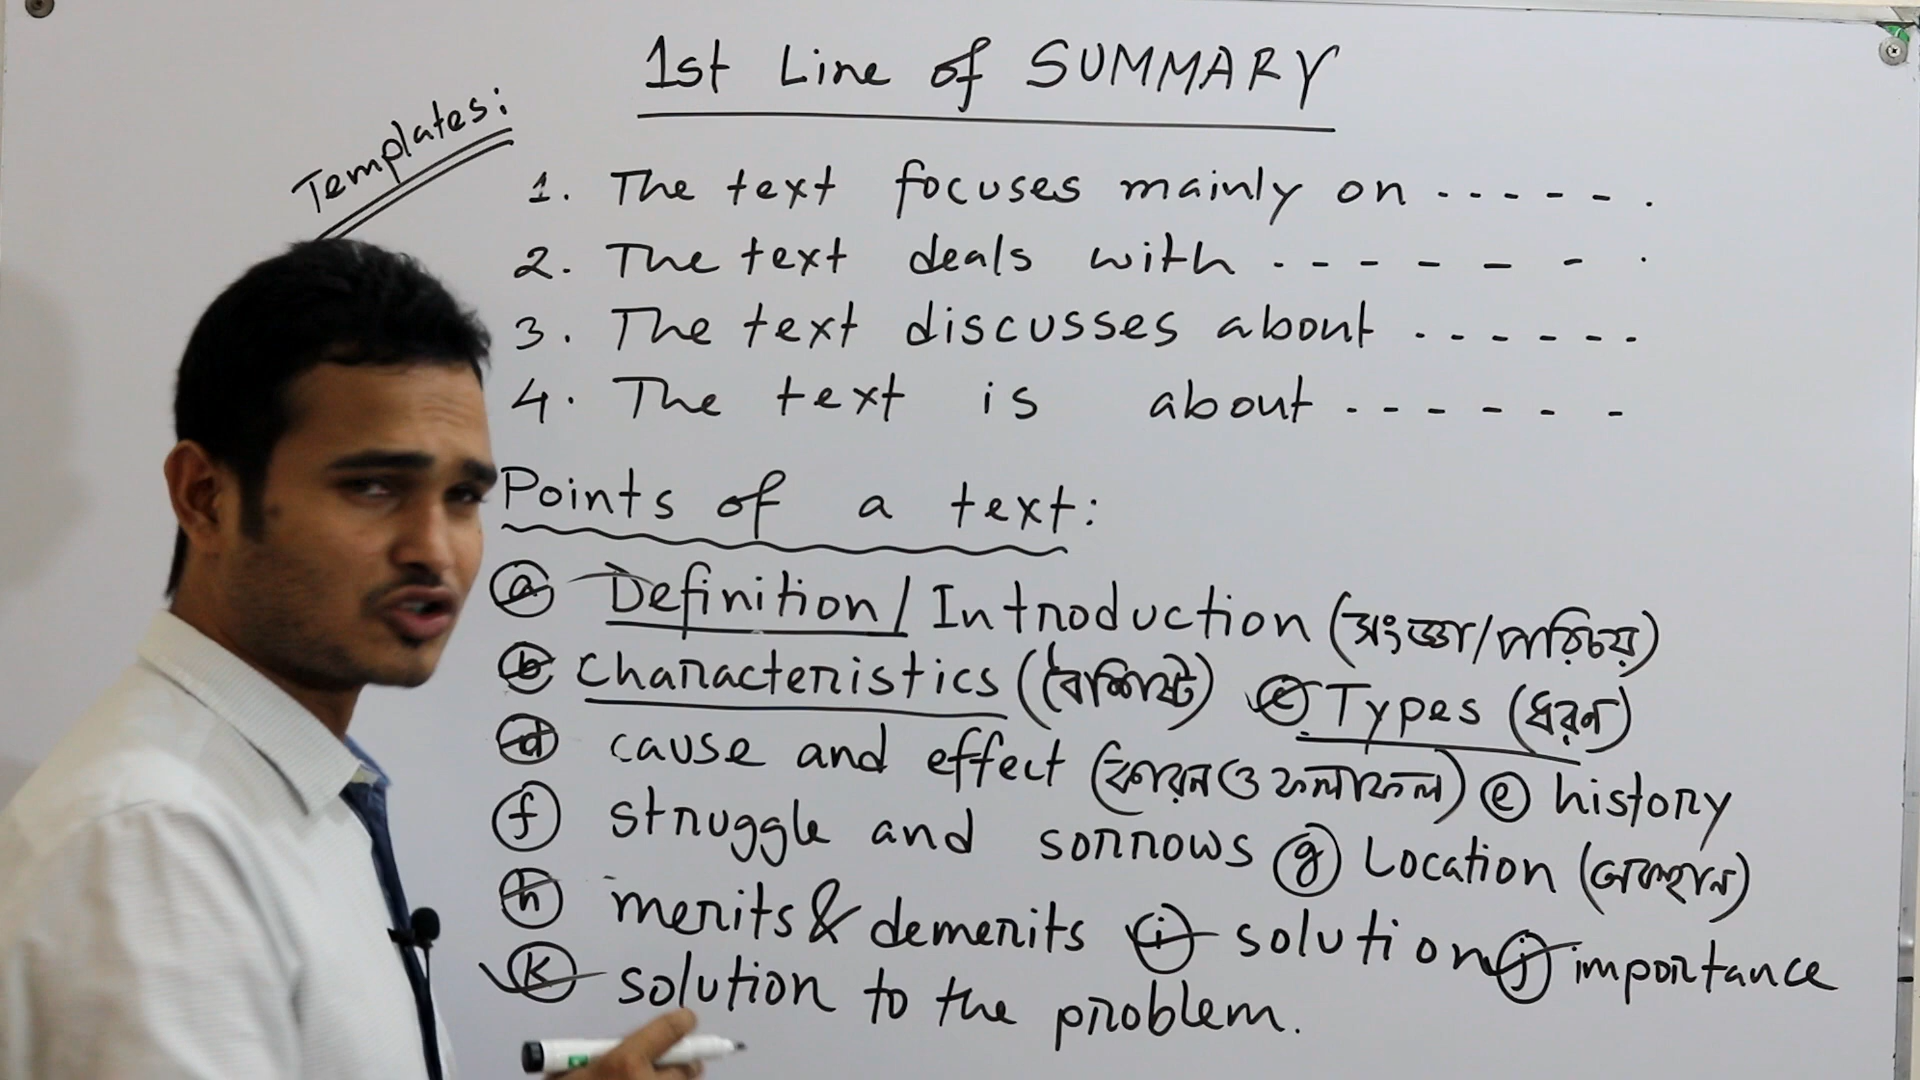 1st Line of SUMMARY
Templates:
1. The text focuses mainly on - - - - - .
2. The text deals with - - - - - - - .
3. The text discusses about - - - - - - .
4. The text is about - - - - - -
Points of a text:
ⓐ Definition / Introduction (সংজ্ঞা/পরিচয়)
ⓑ characteristics (বৈশিষ্ট) ⓒ Types (ধরন)
ⓓ cause and effect (কারন ও ফলাফল) ⓔ history
ⓕ struggle and sorrows ⓖ Location (অবস্থান)
ⓗ merits & demerits ⓘ solution ⓙ importance
ⓚ solution to the problem.